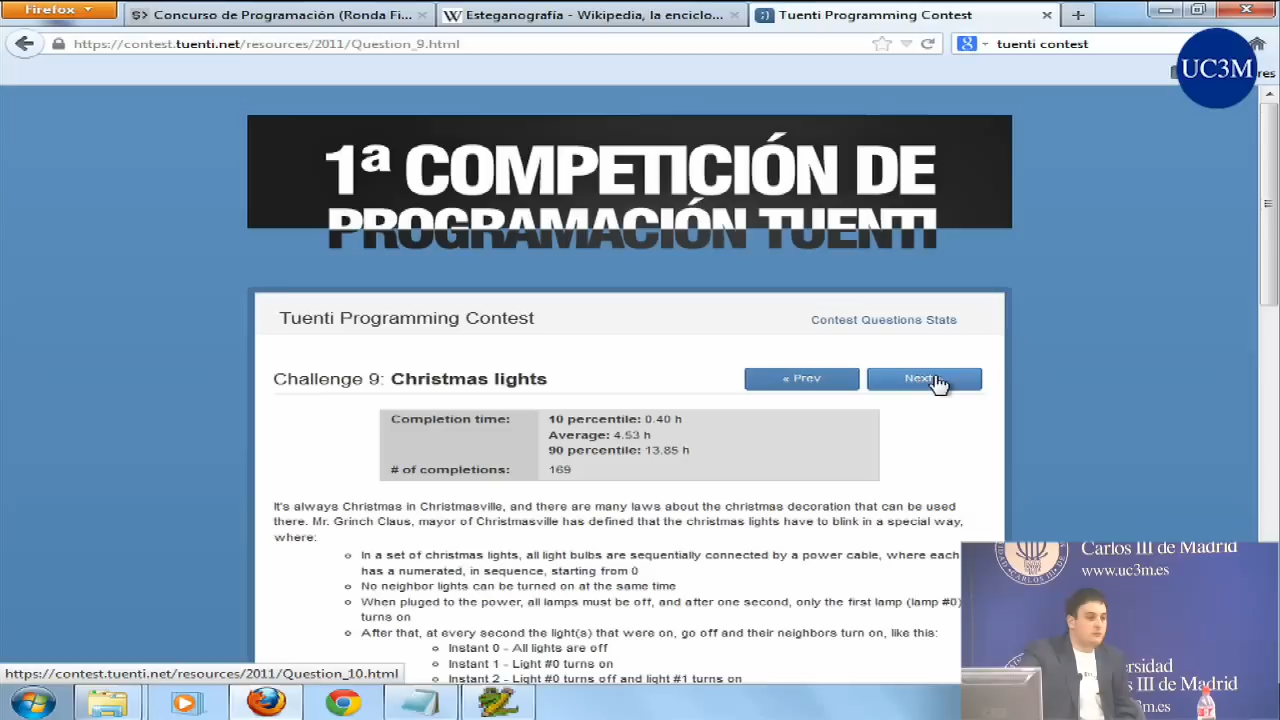 Firefox
Concurso de Programación (Ronda Fi...
Esteganografía - Wikipedia, la enciclo...
Tuenti Programming Contest
https://contest.tuenti.net/resources/2011/Question_9.html
tuenti contest
UC3M
res
1ª COMPETICIÓN DE
PROGRAMACIÓN TUENTI
Tuenti Programming Contest
Contest Questions Stats
Challenge 9: Christmas lights
« Prev
Next
Completion time:
10 percentile: 0.40 h
Average: 4.53 h
90 percentile: 13.85 h
# of completions:
169
It's always Christmas in Christmasville, and there are many laws about the christmas decoration that can be used
there. Mr. Grinch Claus, mayor of Christmasville has defined that the christmas lights have to blink in a special way,
where:
In a set of christmas lights, all light bulbs are sequentially connected by a power cable, where each
has a numerated, in sequence, starting from 0
No neighbor lights can be turned on at the same time
When pluged to the power, all lamps must be off, and after one second, only the first lamp (lamp #0)
turns on
After that, at every second the light(s) that were on, go off and their neighbors turn on, like this:
Instant 0 - All lights are off
Instant 1 - Light #0 turns on
Instant 2 - Light #0 turns off and light #1 turns on
https://contest.tuenti.net/resources/2011/Question_10.html
Carlos III de Madrid
www.uc3m.es
ersidad
s III de Madrid
3m.es